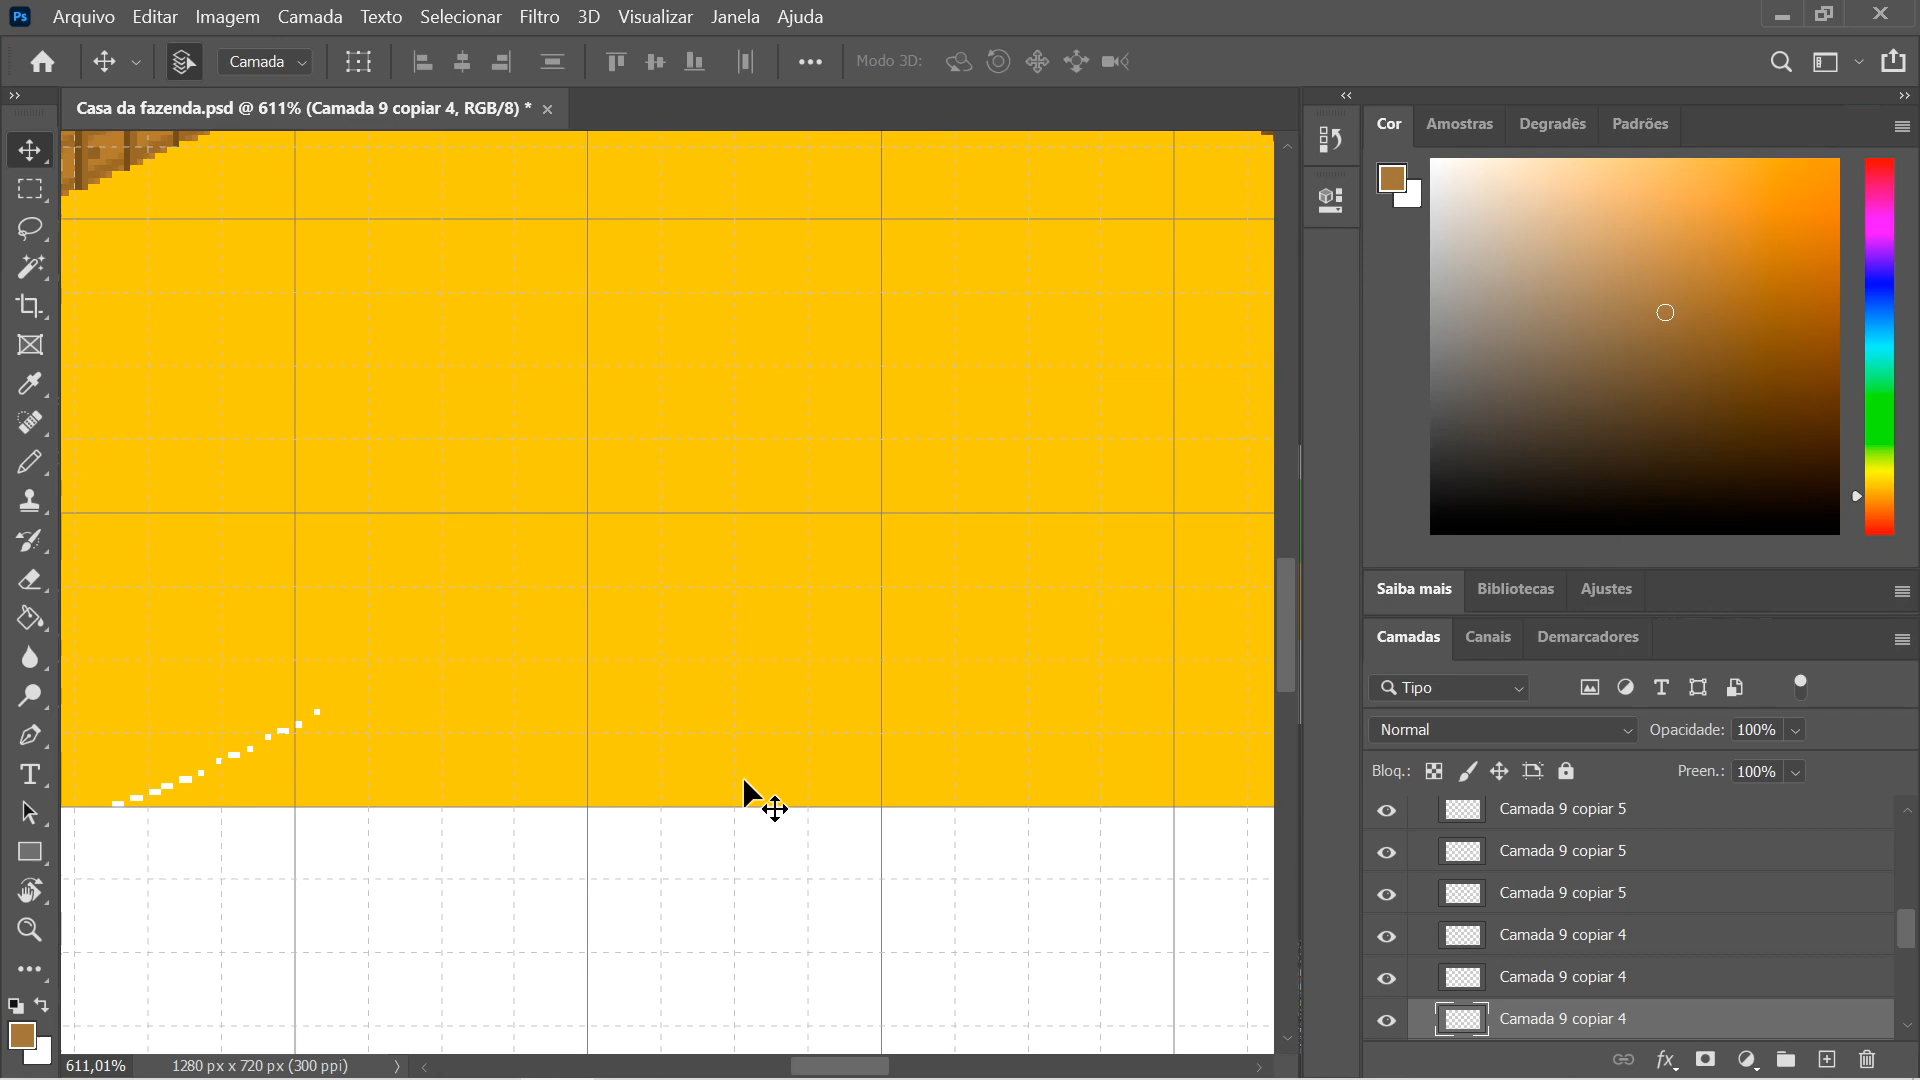 Ps Arquivo Editar Imagem Camada Texto Selecionar Filtro 3D Visualizar Janela Ajuda
Camada Modo 3D:
Casa da fazenda.psd @ 611% (Camada 9 copiar 4, RGB/8) *
Cor Amostras Degradês Padrões
Saiba mais Bibliotecas Ajustes
Camadas Canais Demarcadores
Tipo
Normal Opacidade: 100%
Bloq.: Preen.: 100%
Camada 9 copiar 5
Camada 9 copiar 5
Camada 9 copiar 5
Camada 9 copiar 4
Camada 9 copiar 4
Camada 9 copiar 4
611,01% 1280 px x 720 px (300 ppi)